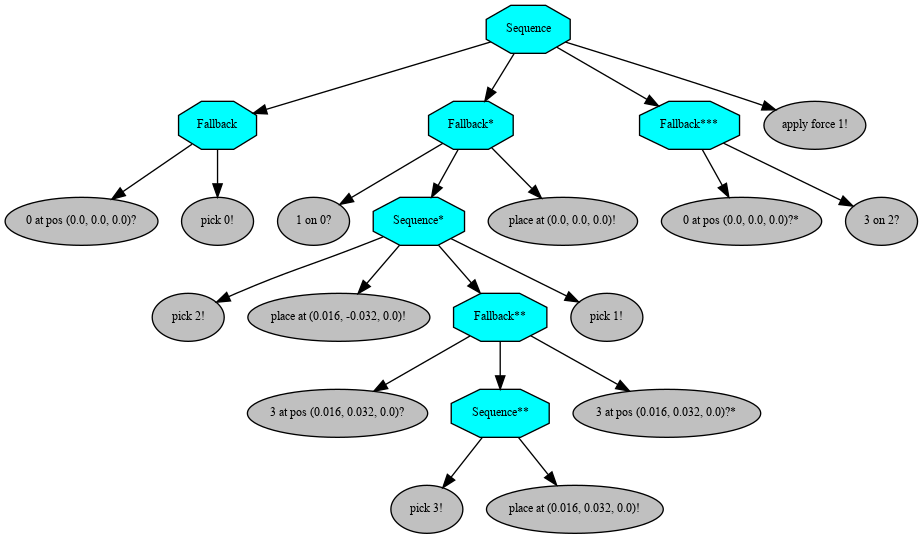 Sequence
Fallback
Fallback*
Fallback***
apply force 1!
0 at pos (0.0, 0.0, 0.0)?
pick 0!
1 on 0?
Sequence*
place at (0.0, 0.0, 0.0)!
0 at pos (0.0, 0.0, 0.0)?*
3 on 2?
pick 2!
place at (0.016, -0.032, 0.0)!
Fallback**
pick 1!
3 at pos (0.016, 0.032, 0.0)?
Sequence**
3 at pos (0.016, 0.032, 0.0)?*
pick 3!
place at (0.016, 0.032, 0.0)!